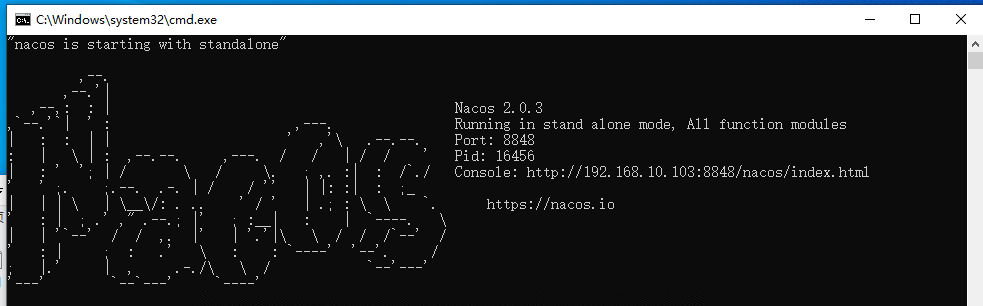 C:\Windows\system32\cmd.exe
"nacos is starting with standalone"
Nacos 2.0.3
Running in stand alone mode, All function modules
Port: 8848
Pid: 16456
Console: http://192.168.10.103:8848/nacos/index.html
https://nacos.io